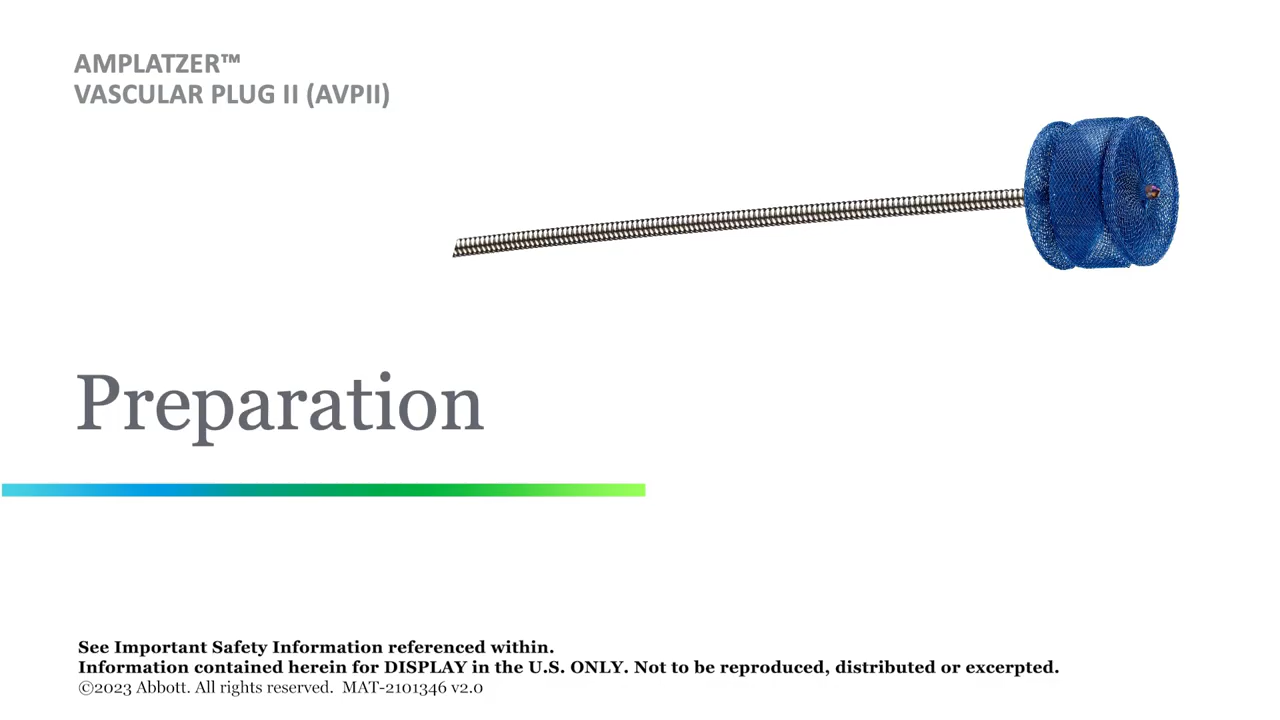 AMPLATZER™
VASCULAR PLUG II (AVPII)
Preparation
See Important Safety Information referenced within.
Information contained herein for DISPLAY in the U.S. ONLY. Not to be reproduced, distributed or excerpted.
©2023 Abbott. All rights reserved.  MAT-2101346 v2.0